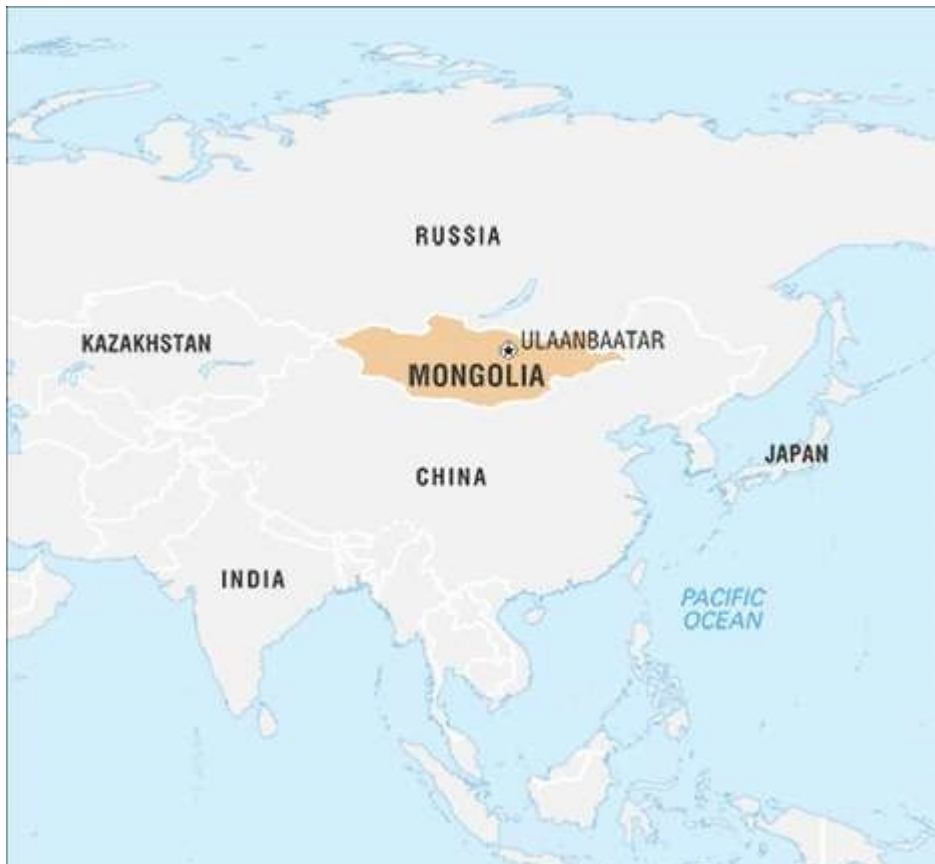 RUSSIA
ULAANBAATAR
KAZAKHSTAN
MONGOLIA
JAPAN
CHINA
INDIA
PACIFIC
OCEAN